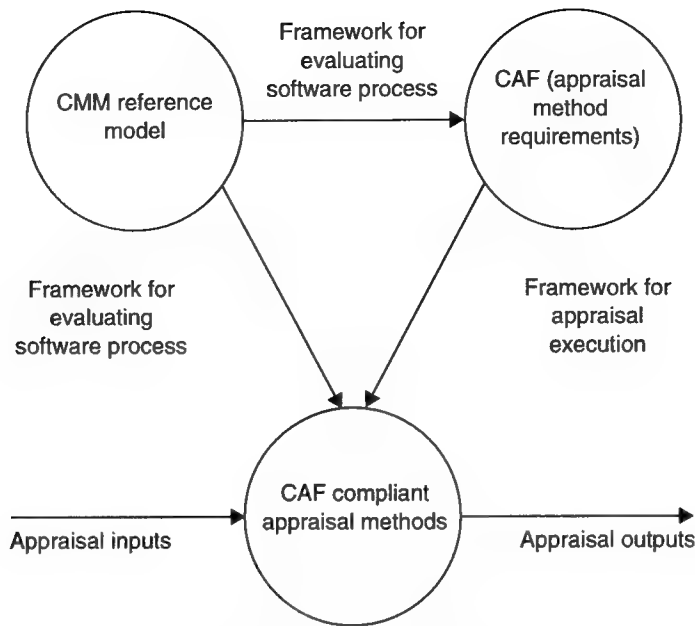 Framework for
evaluating
software process
CMM reference
model
CAF (appraisal
method
requirements)
Framework for
evaluating
software process
Framework for
appraisal
execution
CAF compliant
appraisal methods
Appraisal inputs
Appraisal outputs